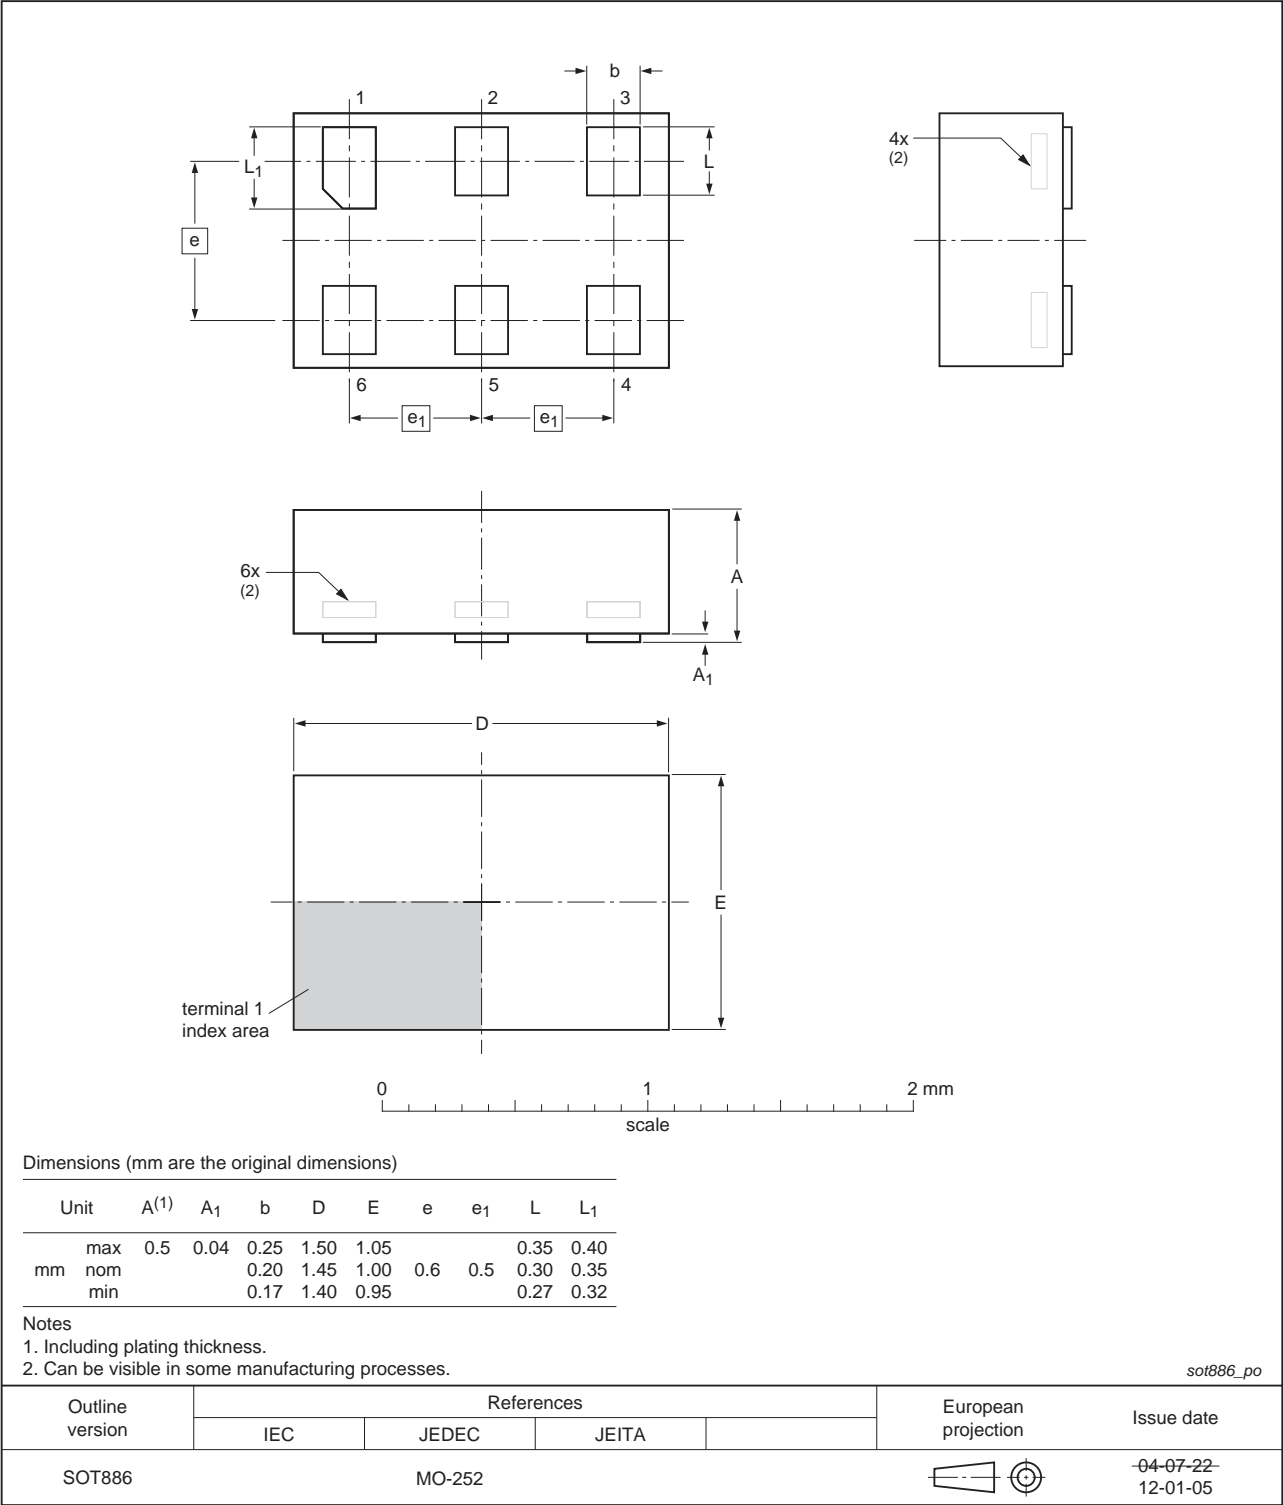 b
1 2 3
4x
(2)
L1
L
e
6 5 4
e1 e1
6x
(2)
A
A1
D
E
terminal 1
index area
0 1 2 mm
scale
Dimensions (mm are the original dimensions)
Unit A(1) A1 b D E e e1 L L1
max 0.5 0.04 0.25 1.50 1.05 0.35 0.40
mm nom 0.20 1.45 1.00 0.6 0.5 0.30 0.35
min 0.17 1.40 0.95 0.27 0.32
Notes
1. Including plating thickness.
2. Can be visible in some manufacturing processes.
sot886_po
Outline
version
References
IEC JEDEC JEITA
European
projection
Issue date
SOT886 MO-252
04-07-22
12-01-05